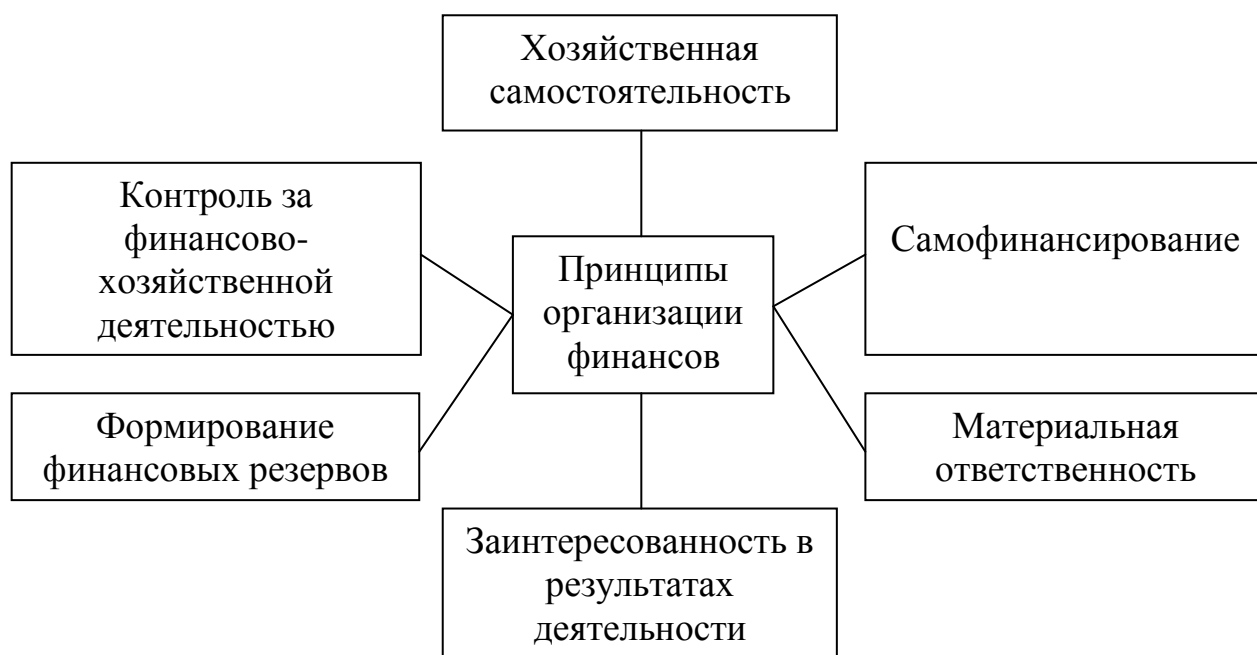 Хозяйственная
самостоятельность
Контроль за
финансово-
хозяйственной
деятельностью
Принципы
организации
финансов
Самофинансирование
Формирование
финансовых резервов
Материальная
ответственность
Заинтересованность в
результатах
деятельности